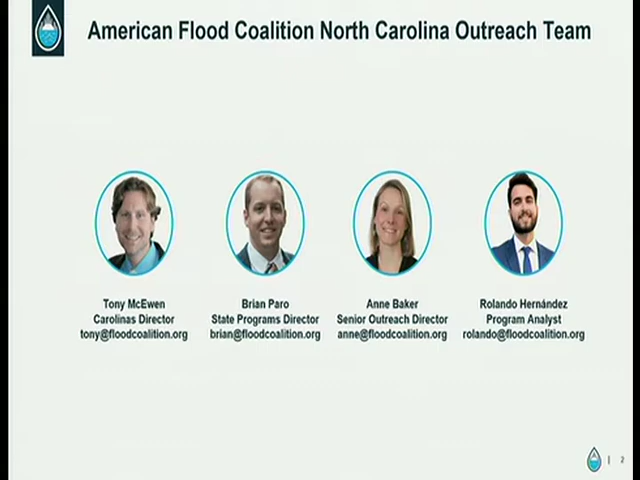 American Flood Coalition North Carolina Outreach Team
Tony McEwen
Carolinas Director
tony@floodcoalition.org
Brian Paro
State Programs Director
brian@floodcoalition.org
Anne Baker
Senior Outreach Director
anne@floodcoalition.org
Rolando Hernández
Program Analyst
rolando@floodcoalition.org
| 2